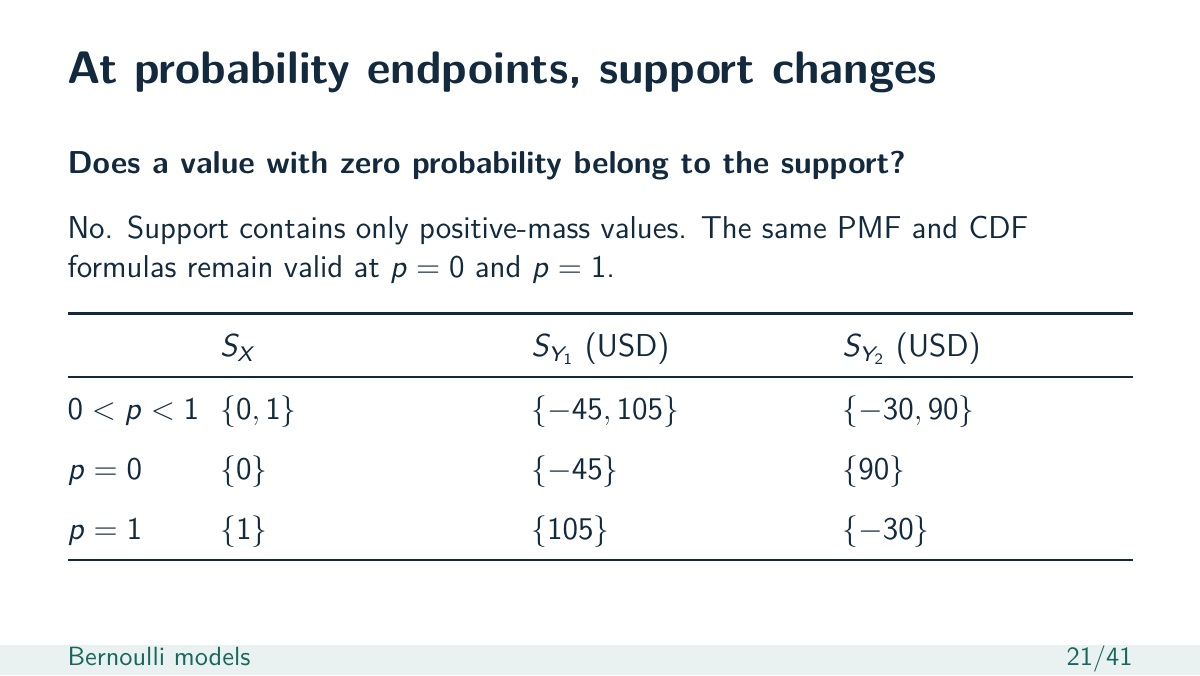 At probability endpoints, support changes
Does a value with zero probability belong to the support?
No. Support contains only positive-mass values. The same PMF and CDF
formulas remain valid at p = 0 and p = 1.
S_X S_{Y_1} (USD) S_{Y_2} (USD)
0 < p < 1 {0, 1} {−45, 105} {−30, 90}
p = 0 {0} {−45} {90}
p = 1 {1} {105} {−30}
Bernoulli models 21/41